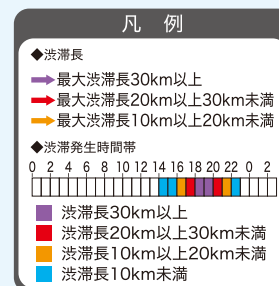 凡 例
◆渋滞長
最大渋滞長30km以上
最大渋滞長20km以上30km未満
最大渋滞長10km以上20km未満
◆渋滞発生時間帯
0 2 4 6 8 10 12 14 16 18 20 22 0 2
渋滞長30km以上
渋滞長20km以上30km未満
渋滞長10km以上20km未満
渋滞長10km未満